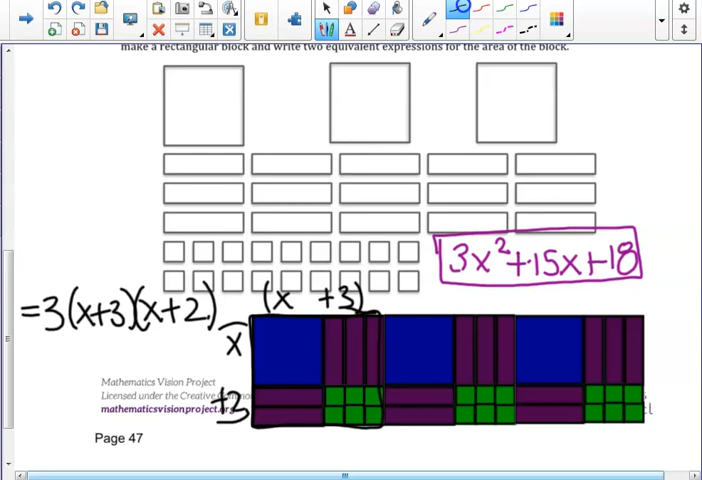 make a rectangular block and write two equivalent expressions for the area of the block.
3x²+15x+18
=3(x+3)(x+2)
(x +3)
x
+3
Mathematics Vision Project
Licensed under the Creative Commons
mathematicsvisionproject.org
Page 47